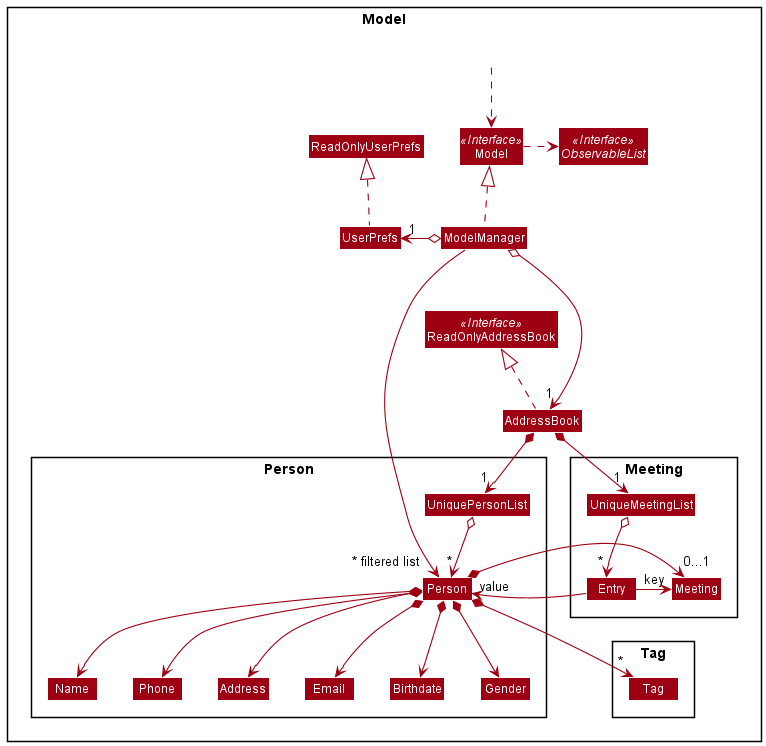 Model
ReadOnlyUserPrefs
«Interface»
Model
«Interface»
ObservableList
UserPrefs
1
ModelManager
«Interface»
ReadOnlyAddressBook
1
AddressBook
Person
Meeting
1
1
UniquePersonList
UniqueMeetingList
* filtered list
*
*
0...1
Person
value
Entry
key
Meeting
Tag
*
Name
Phone
Address
Email
Birthdate
Gender
Tag